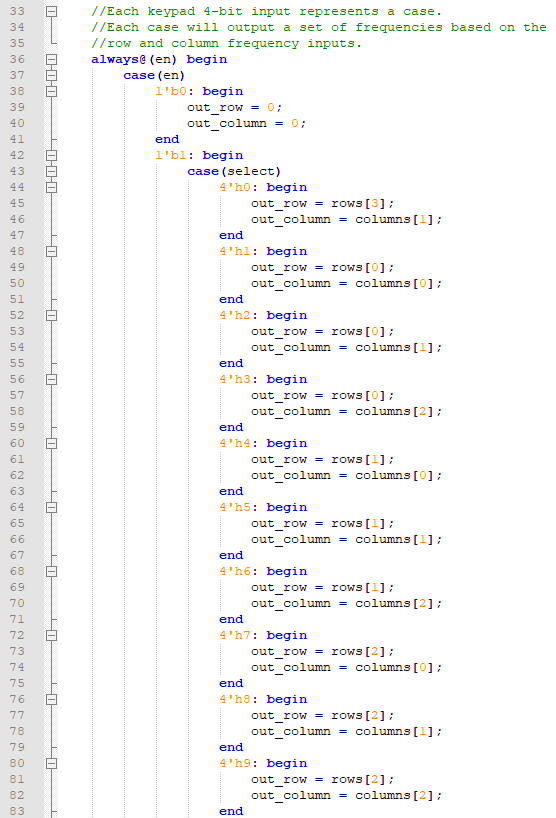 33 //Each keypad 4-bit input represents a case.
34 //Each case will output a set of frequencies based on the
35 //row and column frequency inputs.
36 always@(en) begin
37 case(en)
38 1'b0: begin
39 out_row = 0;
40 out_column = 0;
41 end
42 1'b1: begin
43 case(select)
44 4'h0: begin
45 out_row = rows[3];
46 out_column = columns[1];
47 end
48 4'h1: begin
49 out_row = rows[0];
50 out_column = columns[0];
51 end
52 4'h2: begin
53 out_row = rows[0];
54 out_column = columns[1];
55 end
56 4'h3: begin
57 out_row = rows[0];
58 out_column = columns[2];
59 end
60 4'h4: begin
61 out_row = rows[1];
62 out_column = columns[0];
63 end
64 4'h5: begin
65 out_row = rows[1];
66 out_column = columns[1];
67 end
68 4'h6: begin
69 out_row = rows[1];
70 out_column = columns[2];
71 end
72 4'h7: begin
73 out_row = rows[2];
74 out_column = columns[0];
75 end
76 4'h8: begin
77 out_row = rows[2];
78 out_column = columns[1];
79 end
80 4'h9: begin
81 out_row = rows[2];
82 out_column = columns[2];
83 end